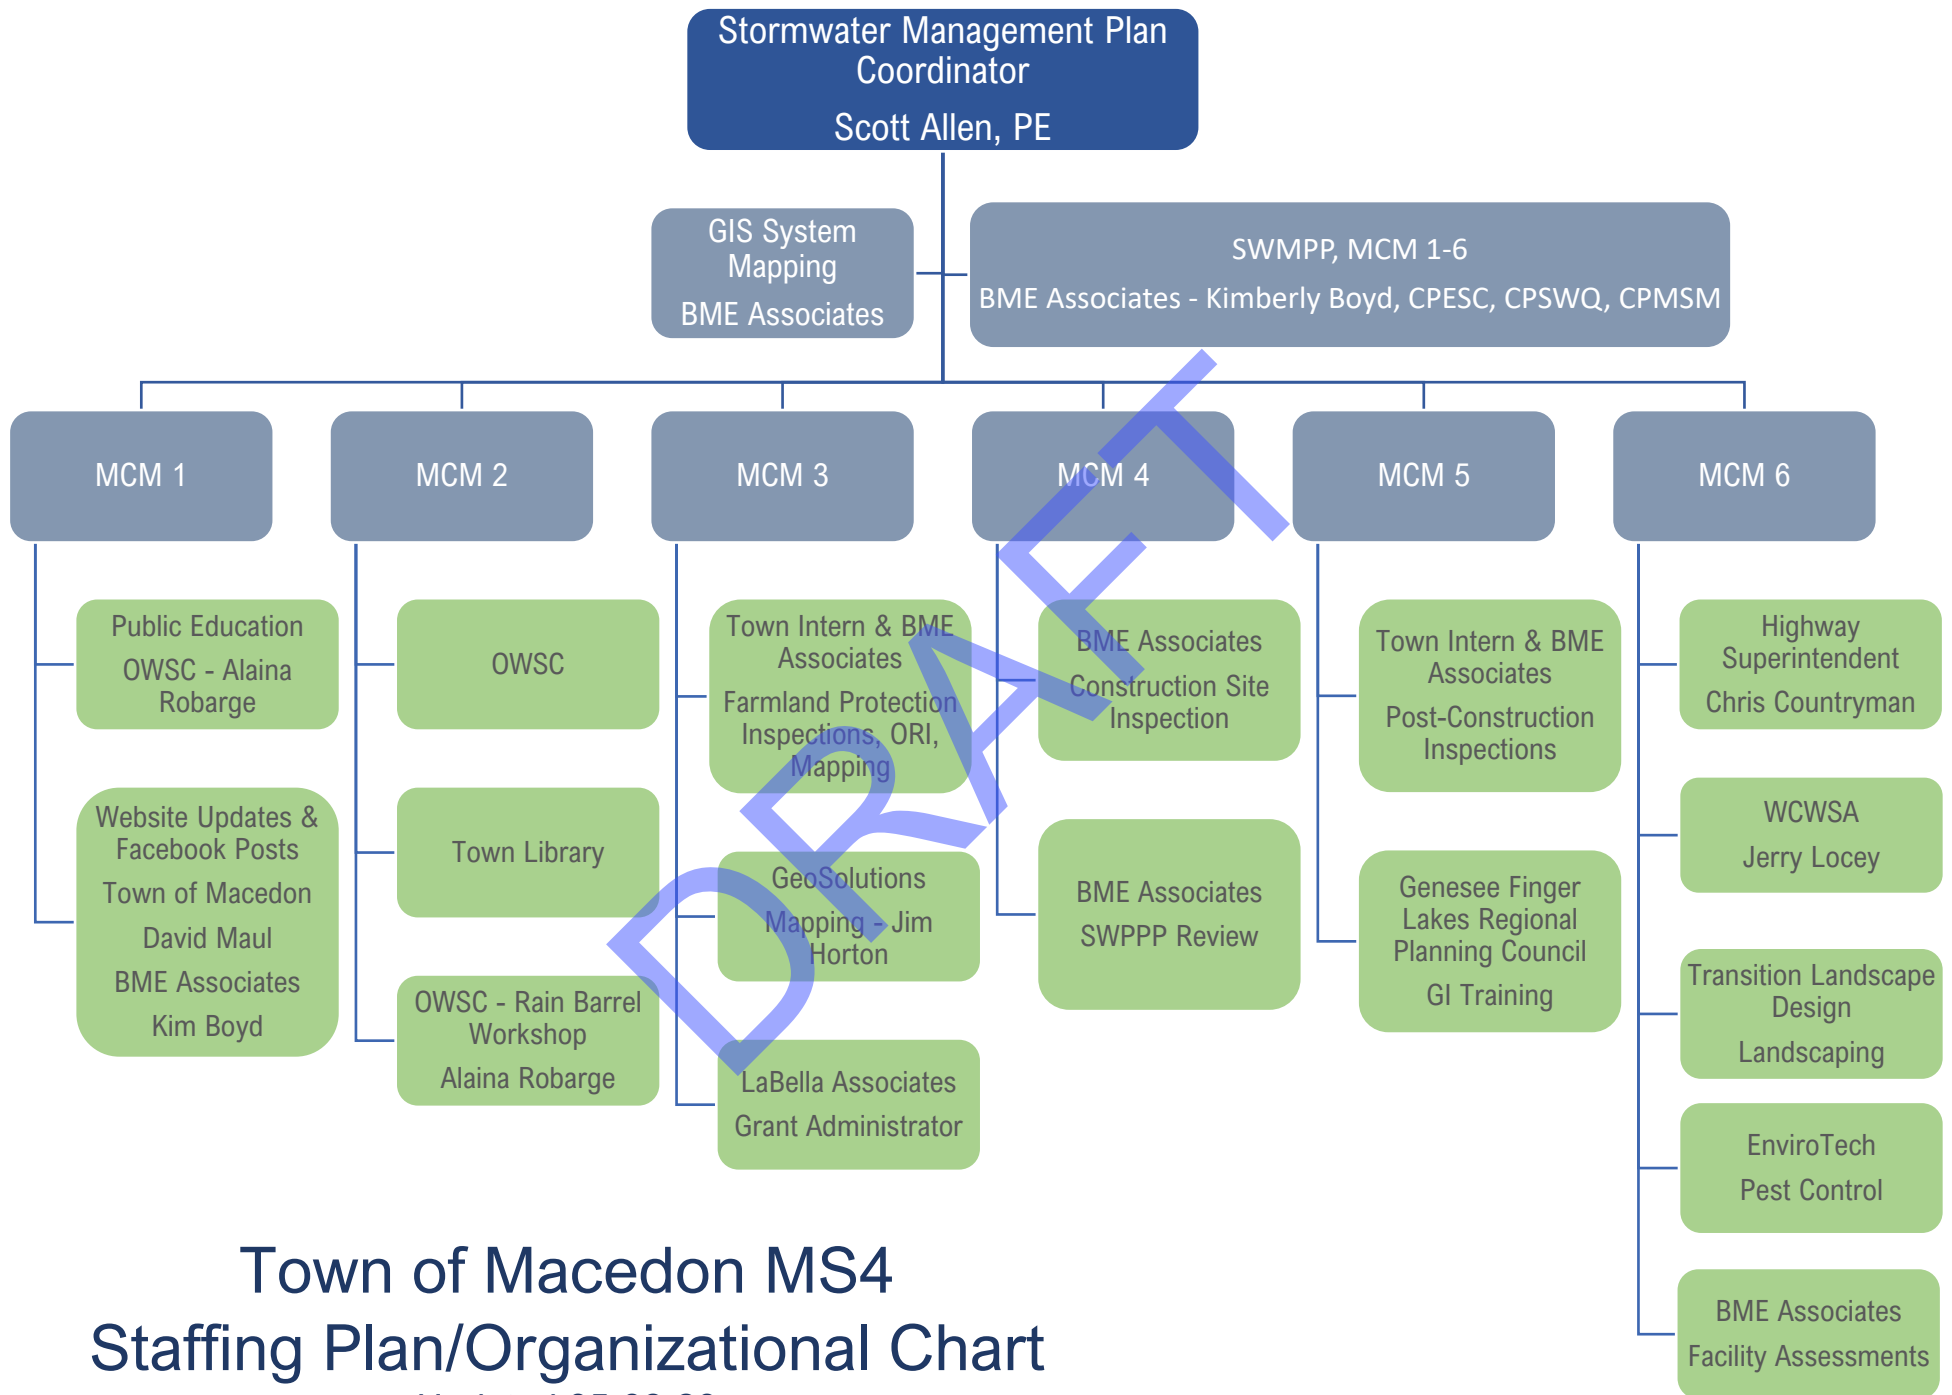 Stormwater Management Plan
Coordinator
Scott Allen, PE
GIS System
Mapping
BME Associates
SWMPP, MCM 1-6
BME Associates - Kimberly Boyd, CPESC, CPSWQ, CPMSM
MCM 1
MCM 2
MCM 3
MCM 4
MCM 5
MCM 6
Public Education
OWSC - Alaina
Robarge
Website Updates &
Facebook Posts
Town of Macedon
David Maul
BME Associates
Kim Boyd
OWSC
Town Library
OWSC - Rain Barrel
Workshop
Alaina Robarge
Town Intern & BME
Associates
Farmland Protection
Inspections, ORI,
Mapping
GeoSolutions
Mapping - Jim
Horton
LaBella Associates
Grant Administrator
BME Associates
Construction Site
Inspection
BME Associates
SWPPP Review
Town Intern & BME
Associates
Post-Construction
Inspections
Genesee Finger
Lakes Regional
Planning Council
GI Training
Highway
Superintendent
Chris Countryman
WCWSA
Jerry Locey
Transition Landscape
Design
Landscaping
EnviroTech
Pest Control
BME Associates
Facility Assessments
DRAFT
Town of Macedon MS4
Staffing Plan/Organizational Chart